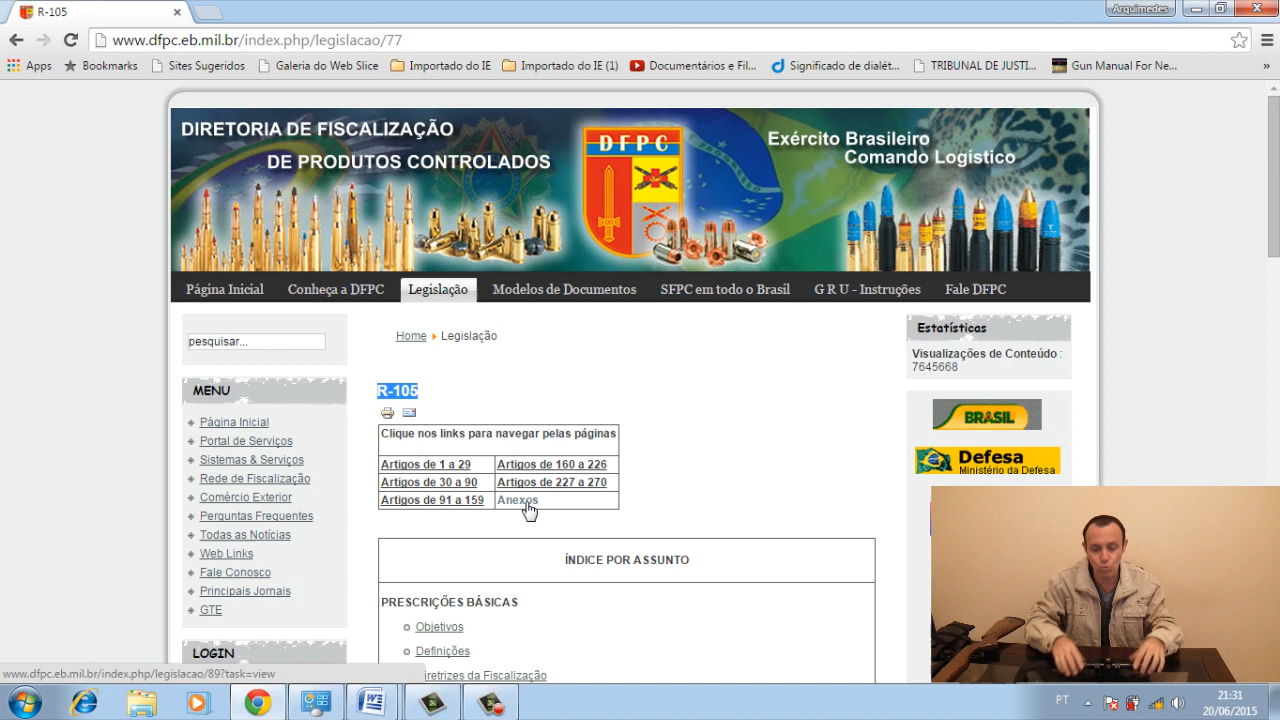 R-105
Arquimedes
www.dfpc.eb.mil.br/index.php/legislacao/77
Apps Bookmarks Sites Sugeridos Galeria do Web Slice Importado do IE Importado do IE (1) Documentários e Fil... Significado de dialét... TRIBUNAL DE JUSTI... Gun Manual For Ne... »
DIRETORIA DE FISCALIZAÇÃO
DE PRODUTOS CONTROLADOS
DFPC
Exército Brasileiro
Comando Logístico
Página Inicial Conheça a DFPC Legislação Modelos de Documentos SFPC em todo o Brasil G R U - Instruções Fale DFPC
pesquisar...
MENU
Página Inicial
Portal de Serviços
Sistemas & Serviços
Rede de Fiscalização
Comércio Exterior
Perguntas Frequentes
Todas as Notícias
Web Links
Fale Conosco
Principais Jornais
GTE
LOGIN
Home Legislação
R-105
Clique nos links para navegar pelas páginas
Artigos de 1 a 29 Artigos de 160 a 226
Artigos de 30 a 90 Artigos de 227 a 270
Artigos de 91 a 159 Anexos
ÍNDICE POR ASSUNTO
PRESCRIÇÕES BÁSICAS
Objetivos
Definições
iretrizes da Fiscalização
Estatísticas
Visualizações de Conteúdo :
7645668
BRASIL
Defesa
Ministério da Defesa
www.dfpc.eb.mil.br/index.php/legislacao/89?task=view
PT
21:31
20/06/2015